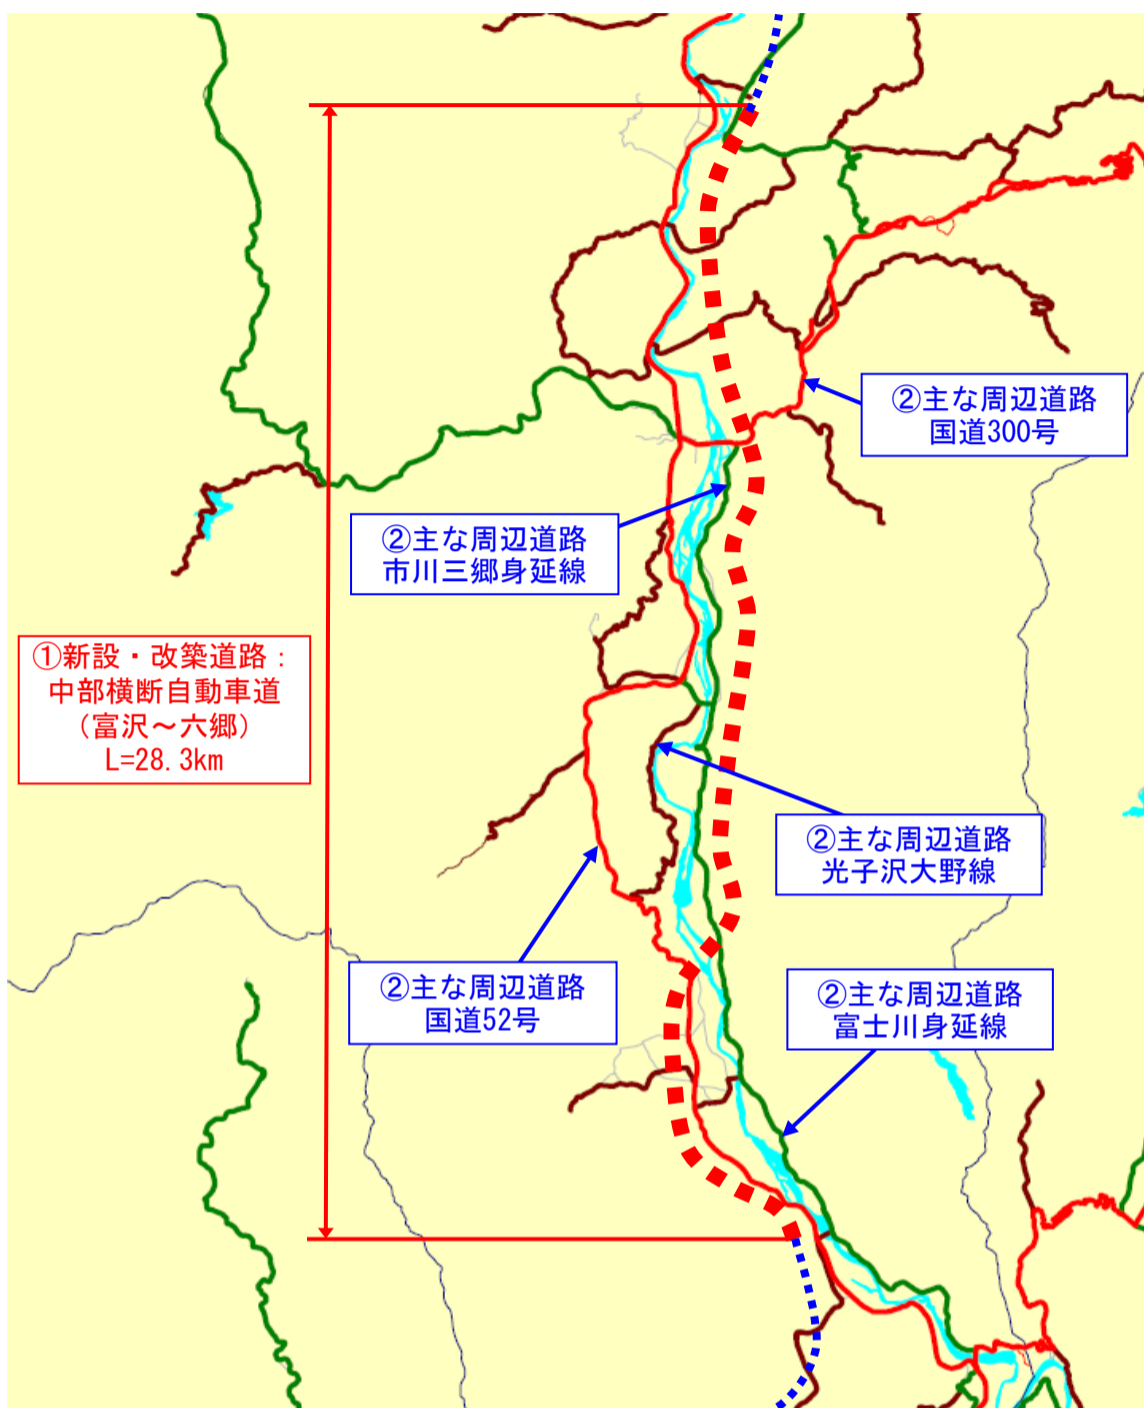 ②主な周辺道路
国道300号
②主な周辺道路
市川三郷身延線
①新設・改築道路：
中部横断自動車道
（富沢～六郷）
L=28.3km
②主な周辺道路
光子沢大野線
②主な周辺道路
国道52号
②主な周辺道路
富士川身延線